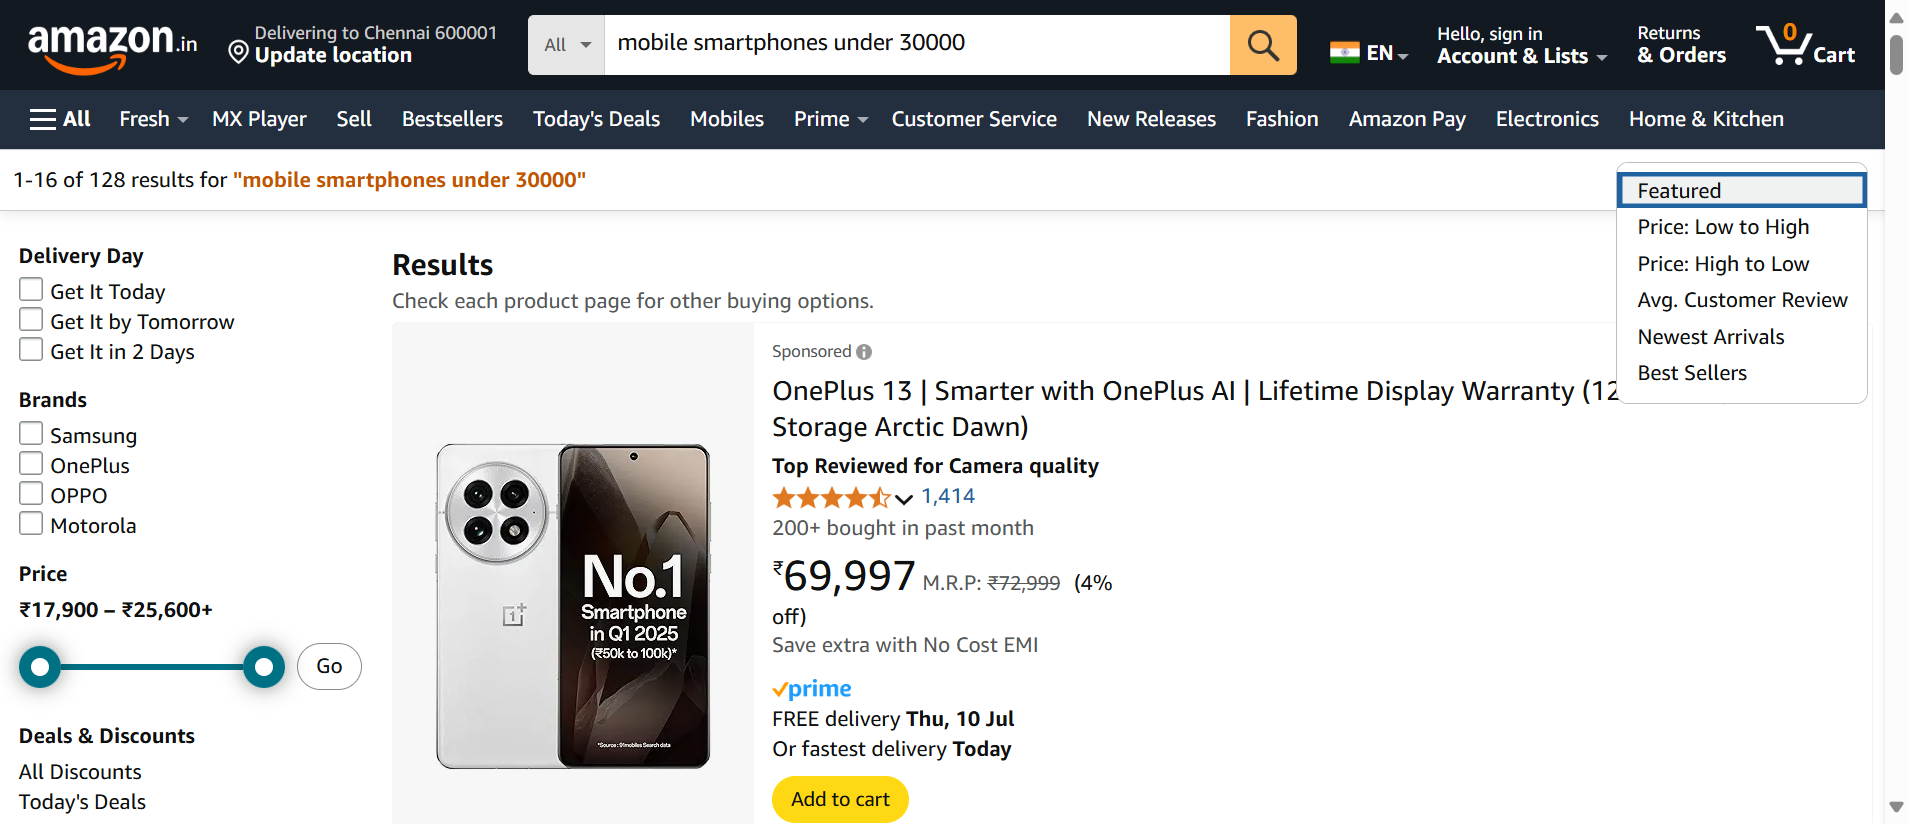 amazon.in
Delivering to Chennai 600001
Update location
All
mobile smartphones under 30000
EN
Hello, sign in
Account & Lists
Returns
& Orders
0
Cart
All
Fresh
MX Player
Sell
Bestsellers
Today's Deals
Mobiles
Prime
Customer Service
New Releases
Fashion
Amazon Pay
Electronics
Home & Kitchen
1-16 of 128 results for "mobile smartphones under 30000"
Featured
Price: Low to High
Price: High to Low
Avg. Customer Review
Newest Arrivals
Best Sellers
Delivery Day
Get It Today
Get It by Tomorrow
Get It in 2 Days
Brands
Samsung
OnePlus
OPPO
Motorola
Price
₹17,900 – ₹25,600+
Go
Deals & Discounts
All Discounts
Today's Deals
Results
Check each product page for other buying options.
No.1
Smartphone
in Q1 2025
(₹50k to 100k)*
*Source : 91mobiles Search data
Sponsored
OnePlus 13 | Smarter with OnePlus AI | Lifetime Display Warranty (12
Storage Arctic Dawn)
Top Reviewed for Camera quality
1,414
200+ bought in past month
₹69,997 M.R.P: ₹72,999 (4%
off)
Save extra with No Cost EMI
prime
FREE delivery Thu, 10 Jul
Or fastest delivery Today
Add to cart